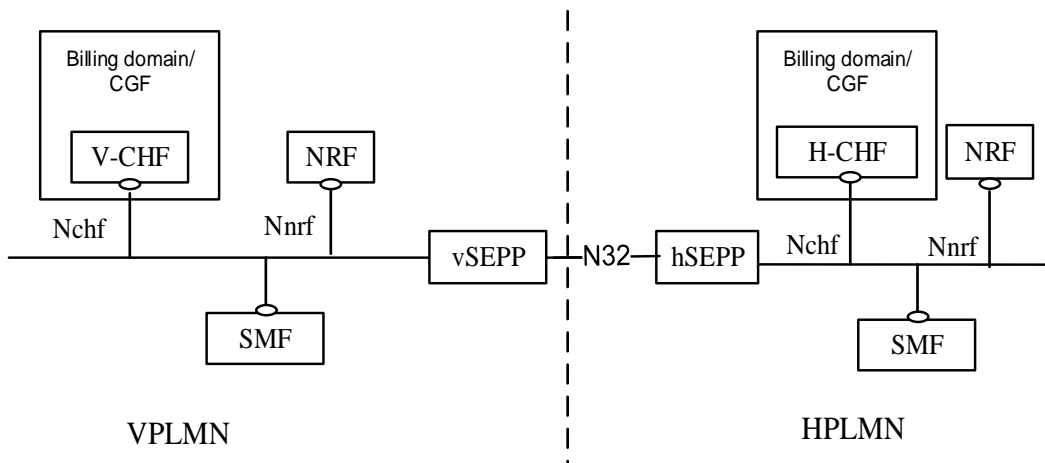 Billing domain/
CGF
V-CHF
NRF
Nchf
Nnrf
vSEPP
SMF
VPLMN
N32
Billing domain/
CGF
H-CHF
NRF
hSEPP
Nchf
Nnrf
SMF
HPLMN